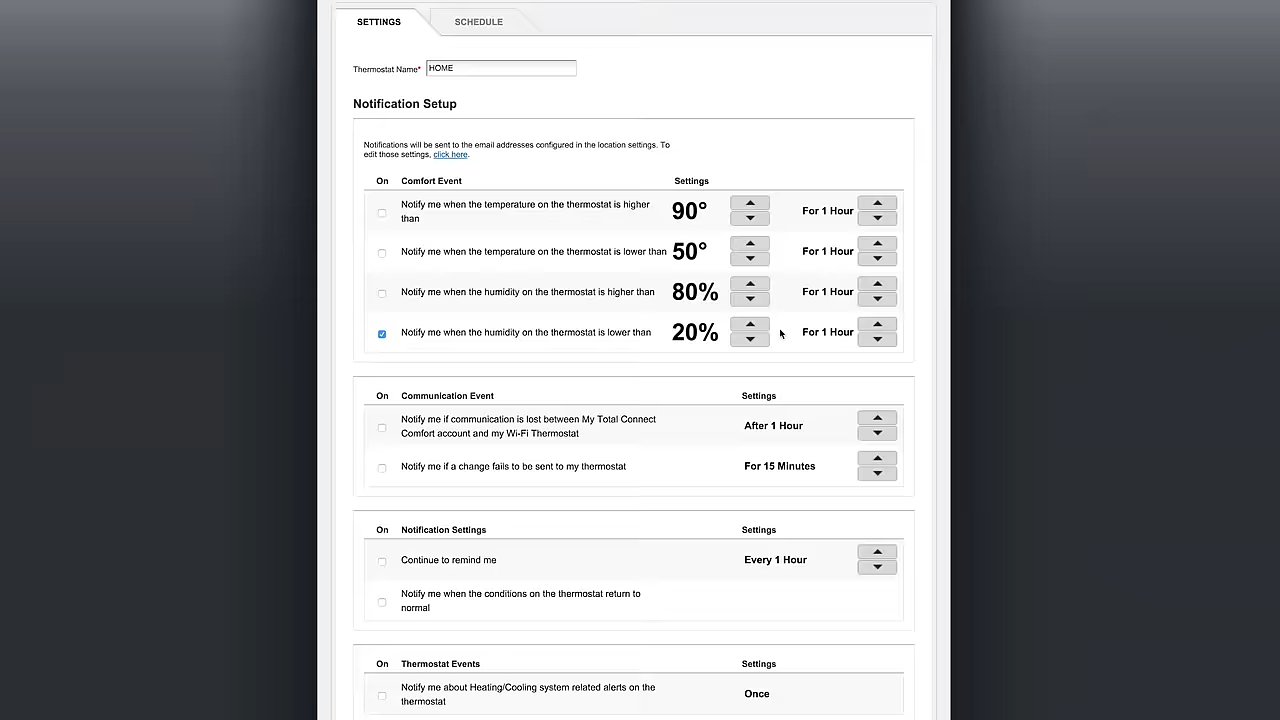 SETTINGS
SCHEDULE
Thermostat Name*
HOME
Notification Setup
Notifications will be sent to the email addresses configured in the location settings. To
edit those settings, click here.
On Comfort Event Settings
Notify me when the temperature on the thermostat is higher
than
90° For 1 Hour
Notify me when the temperature on the thermostat is lower than 50° For 1 Hour
Notify me when the humidity on the thermostat is higher than 80% For 1 Hour
Notify me when the humidity on the thermostat is lower than 20% For 1 Hour
On Communication Event Settings
Notify me if communication is lost between My Total Connect
Comfort account and my Wi-Fi Thermostat
After 1 Hour
Notify me if a change fails to be sent to my thermostat For 15 Minutes
On Notification Settings Settings
Continue to remind me Every 1 Hour
Notify me when the conditions on the thermostat return to
normal
On Thermostat Events Settings
Notify me about Heating/Cooling system related alerts on the
thermostat
Once